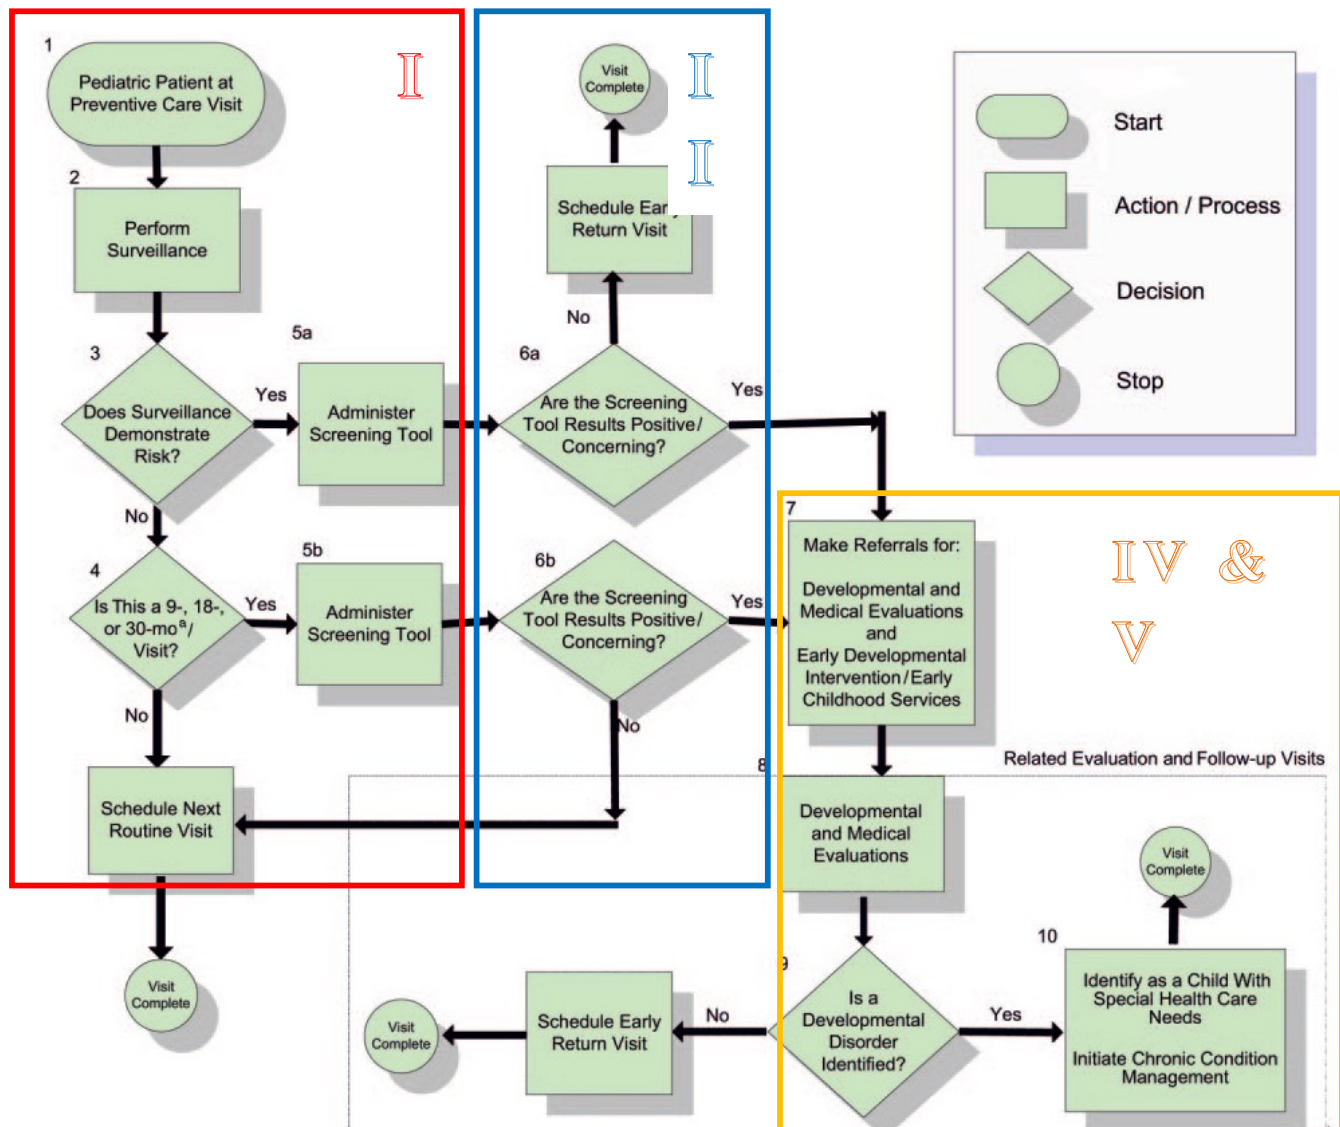 1
Pediatric Patient at
Preventive Care Visit
I
2
Perform
Surveillance
3
Does Surveillance
Demonstrate
Risk?
Yes
5a
Administer
Screening Tool
No
4
Is This a 9-, 18-,
or 30-moᵃ/
Visit?
Yes
5b
Administer
Screening Tool
No
Schedule Next
Routine Visit
Visit
Complete
Visit
Complete
I
I
Schedule
Return Visit
No
6a
Are the Screening
Tool Results Positive/
Concerning?
Yes
6b
Are the Screening
Tool Results Positive/
Concerning?
Yes
No
Start
Action / Process
Decision
Stop
7
Make Referrals for:
Developmental and
Medical Evaluations
and
Early Developmental
Intervention/Early
Childhood Services
IV &
V
Related Evaluation and Follow-up Visits
8
Developmental
and Medical
Evaluations
9
Is a
Developmental
Disorder
Identified?
No
Schedule Early
Return Visit
Visit
Complete
Yes
10
Identify as a Child With
Special Health Care
Needs
Initiate Chronic Condition
Management
Visit
Complete